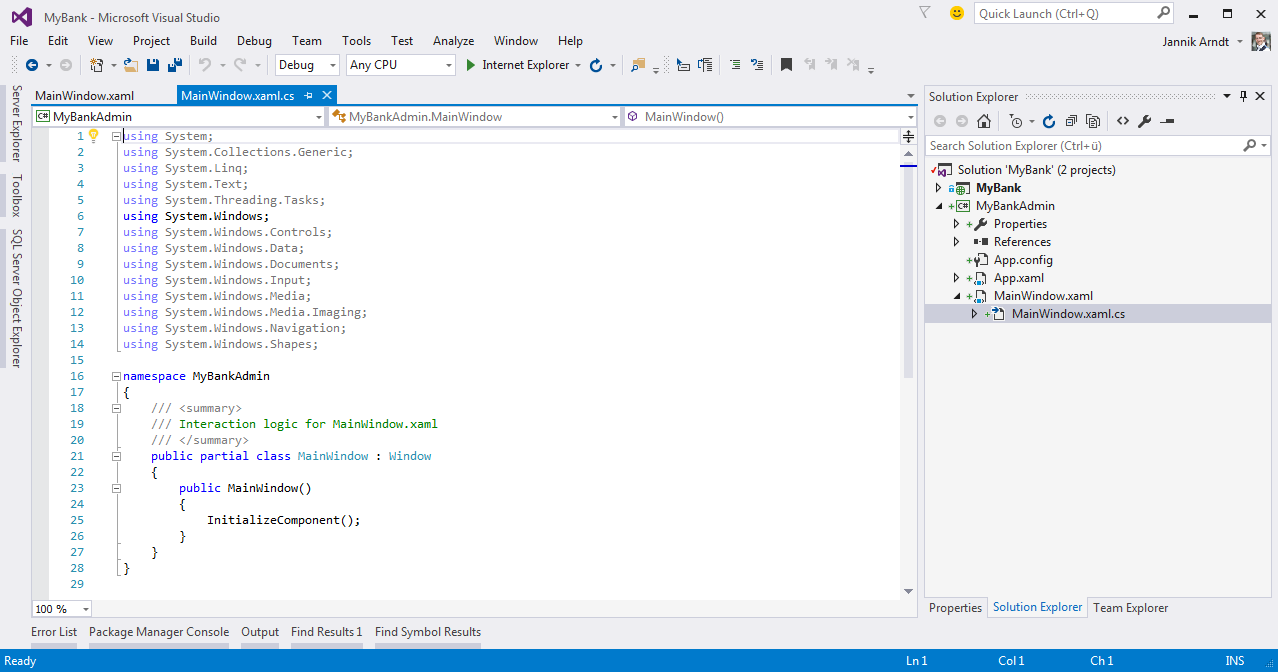 MyBank - Microsoft Visual Studio
Quick Launch (Ctrl+Q)
File Edit View Project Build Debug Team Tools Test Analyze Window Help
Jannik Arndt
Debug Any CPU Internet Explorer
Server Explorer
Toolbox
SQL Server Object Explorer
MainWindow.xaml MainWindow.xaml.cs
C# MyBankAdmin MyBankAdmin.MainWindow MainWindow()
1 using System;
2 using System.Collections.Generic;
3 using System.Linq;
4 using System.Text;
5 using System.Threading.Tasks;
6 using System.Windows;
7 using System.Windows.Controls;
8 using System.Windows.Data;
9 using System.Windows.Documents;
10 using System.Windows.Input;
11 using System.Windows.Media;
12 using System.Windows.Media.Imaging;
13 using System.Windows.Navigation;
14 using System.Windows.Shapes;
15
16 namespace MyBankAdmin
17 {
18 /// <summary>
19 /// Interaction logic for MainWindow.xaml
20 /// </summary>
21 public partial class MainWindow : Window
22 {
23 public MainWindow()
24 {
25 InitializeComponent();
26 }
27 }
28 }
29
100 %
Solution Explorer
Search Solution Explorer (Ctrl+ü)
Solution 'MyBank' (2 projects)
MyBank
C# MyBankAdmin
Properties
References
App.config
App.xaml
MainWindow.xaml
MainWindow.xaml.cs
Properties Solution Explorer Team Explorer
Error List Package Manager Console Output Find Results 1 Find Symbol Results
Ready Ln 1 Col 1 Ch 1 INS